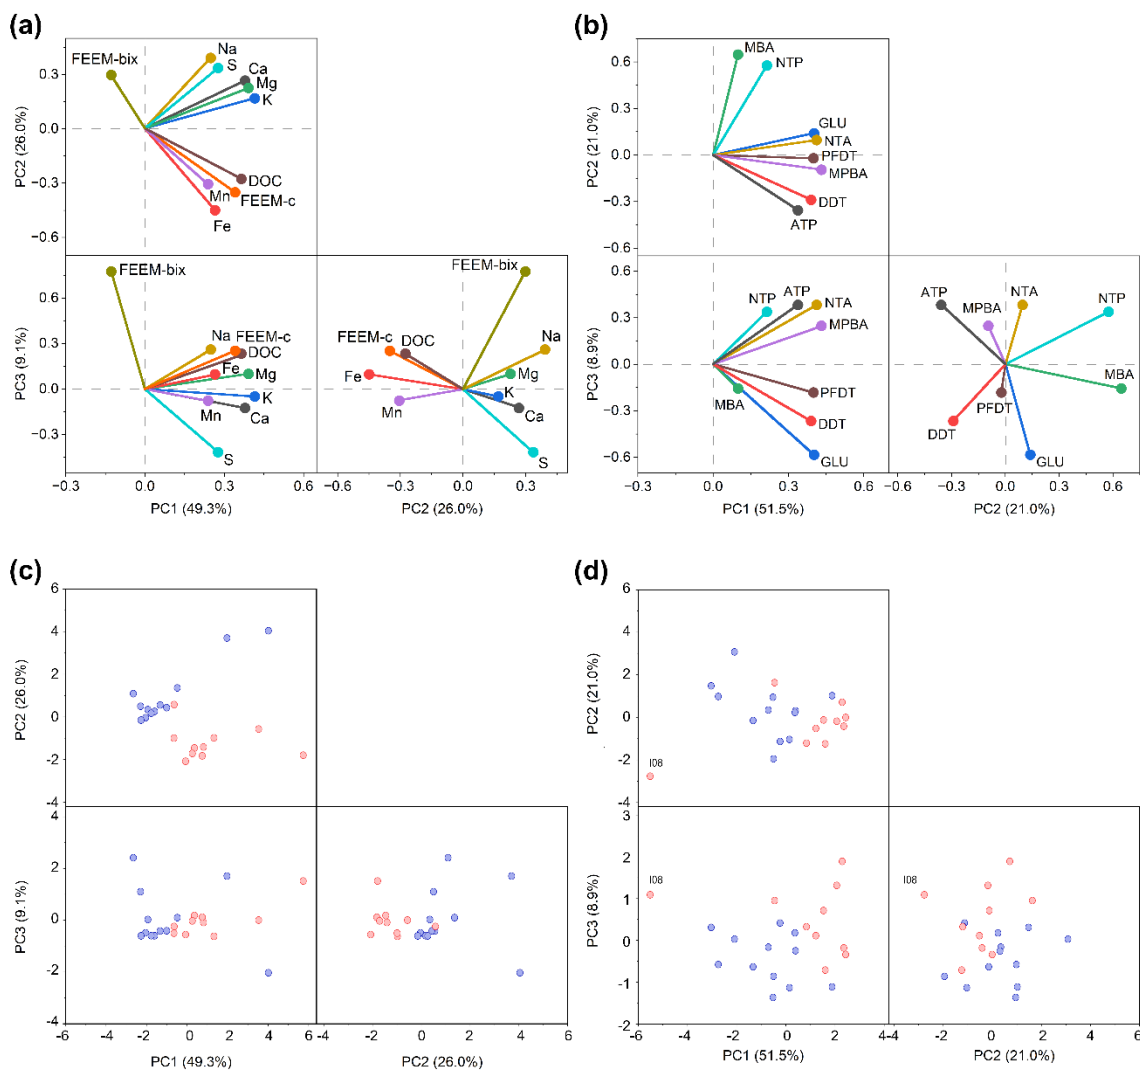 (a)
(b)
0.6
0.3
0.0
−0.3
−0.6
PC2 (26.0%)
FEEM-bix
Na
S
Ca
Mg
K
DOC
Mn
FEEM-c
Fe
0.6
0.3
0.0
−0.3
PC3 (9.1%)
FEEM-bix
Na
FEEM-c
DOC
Fe
Mg
K
Mn
Ca
S
FEEM-bix
Na
FEEM-c
DOC
Fe
Mg
K
Mn
Ca
S
−0.3
0.0
0.3
0.6
PC1 (49.3%)
−0.3
0.0
0.3
PC2 (26.0%)
0.6
0.3
0.0
−0.3
−0.6
PC2 (21.0%)
MBA
NTP
GLU
NTA
PFDT
MPBA
DDT
ATP
0.3
0.0
−0.3
−0.6
PC3 (8.9%)
NTP
ATP
NTA
MPBA
MBA
PFDT
DDT
GLU
ATP
NTA
MPBA
NTP
MBA
PFDT
DDT
GLU
−0.3
0.0
0.3
0.6
PC1 (51.5%)
−0.3
0.0
0.3
0.6
PC2 (21.0%)
(c)
(d)
6
4
2
0
-2
-4
PC2 (26.0%)
4
2
0
-2
-4
PC3 (9.1%)
-6
-4
-2
0
2
4
6
PC1 (49.3%)
-4
-2
0
2
4
6
PC2 (26.0%)
6
4
2
0
-2
-4
PC2 (21.0%)
I08
3
2
1
0
-1
-2
PC3 (8.9%)
I08
I08
-6
-4
-2
0
2
4
PC1 (51.5%)
-4
-2
0
2
4
6
PC2 (21.0%)